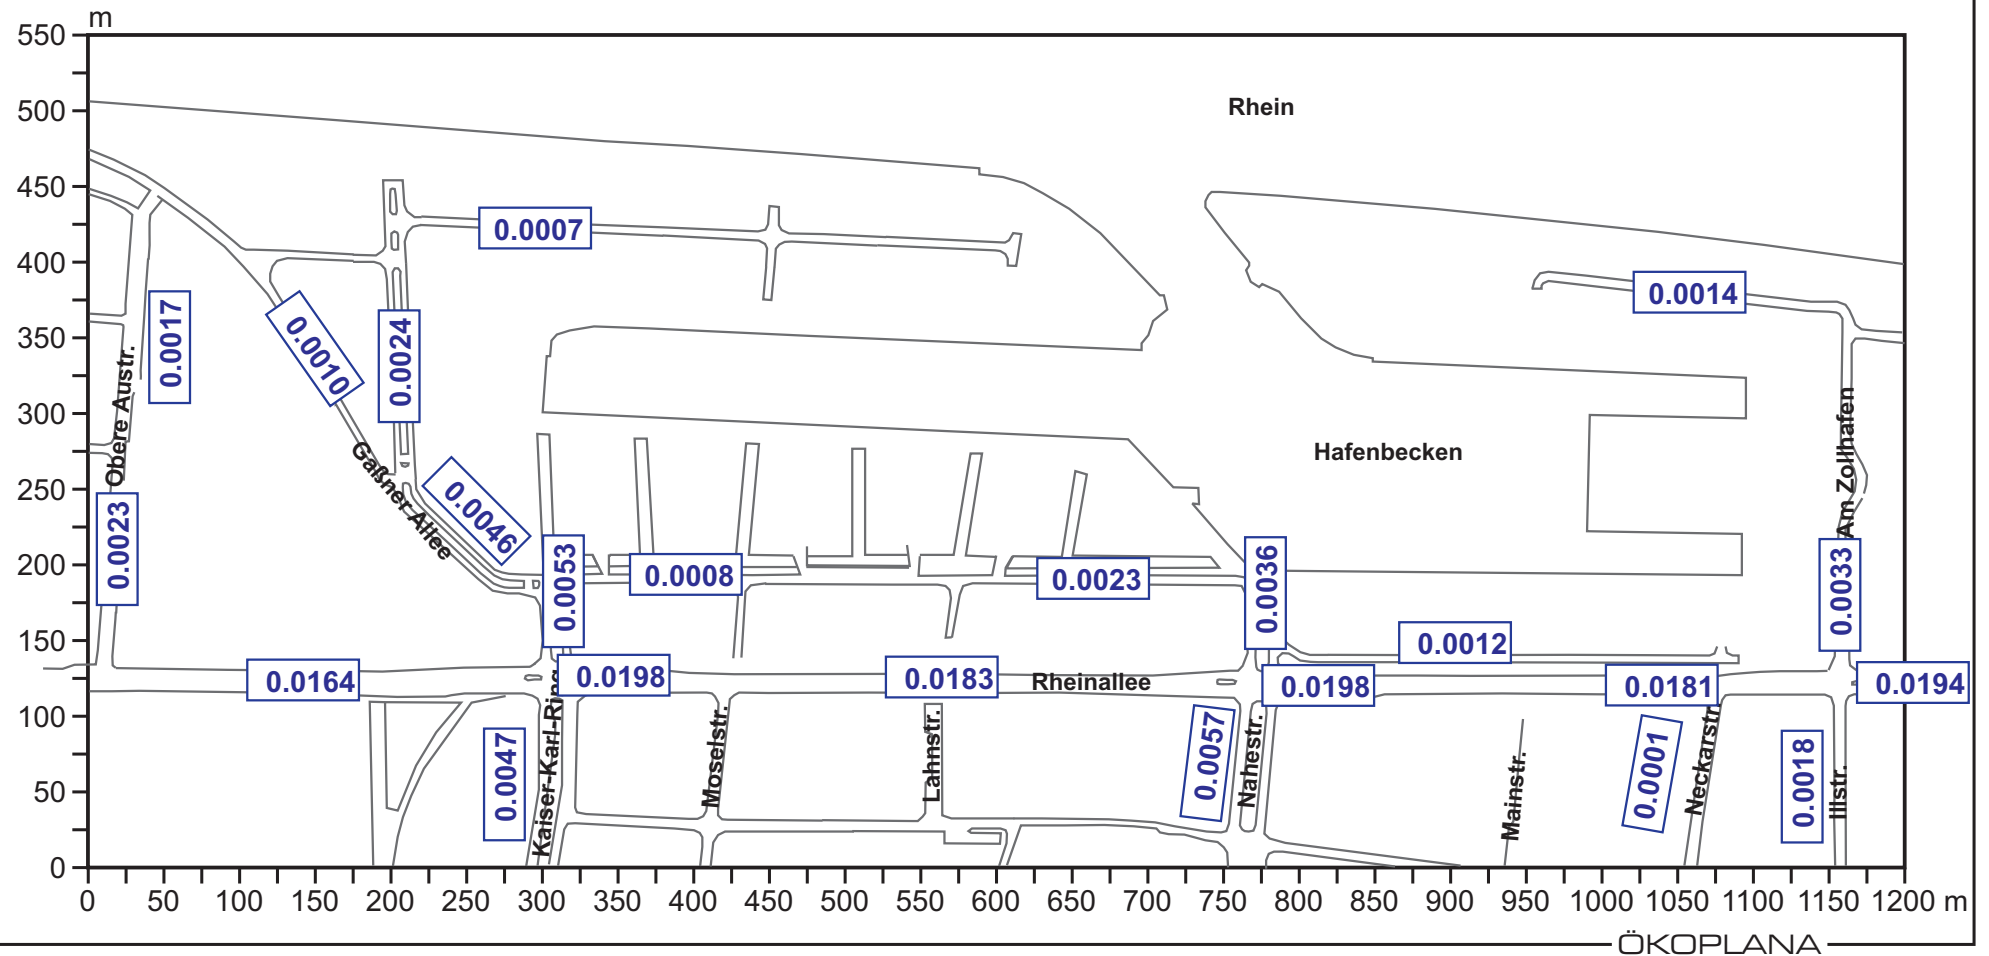 m
550
500
450
400
350
300
250
200
150
100
50
0
Rhein
0.0007
0.0014
0.0017
0.0010
0.0024
Obere Austr.
Gaßner Allee
0.0046
Hafenbecken
Am Zollhafen
0.0023
0.0053
0.0008
0.0023
0.0036
0.0033
0.0012
0.0164
0.0198
0.0183
Rheinallee
0.0198
0.0181
0.0194
0.0047
Kaiser-Karl-Ring
Moselstr.
Lahnstr.
0.0057
Nahestr.
Mainstr.
0.0001
Neckarstr.
0.0018
Illstr.
0 50 100 150 200 250 300 350 400 450 500 550 600 650 700 750 800 850 900 950 1000 1050 1100 1150 1200 m
ÖKOPLANA